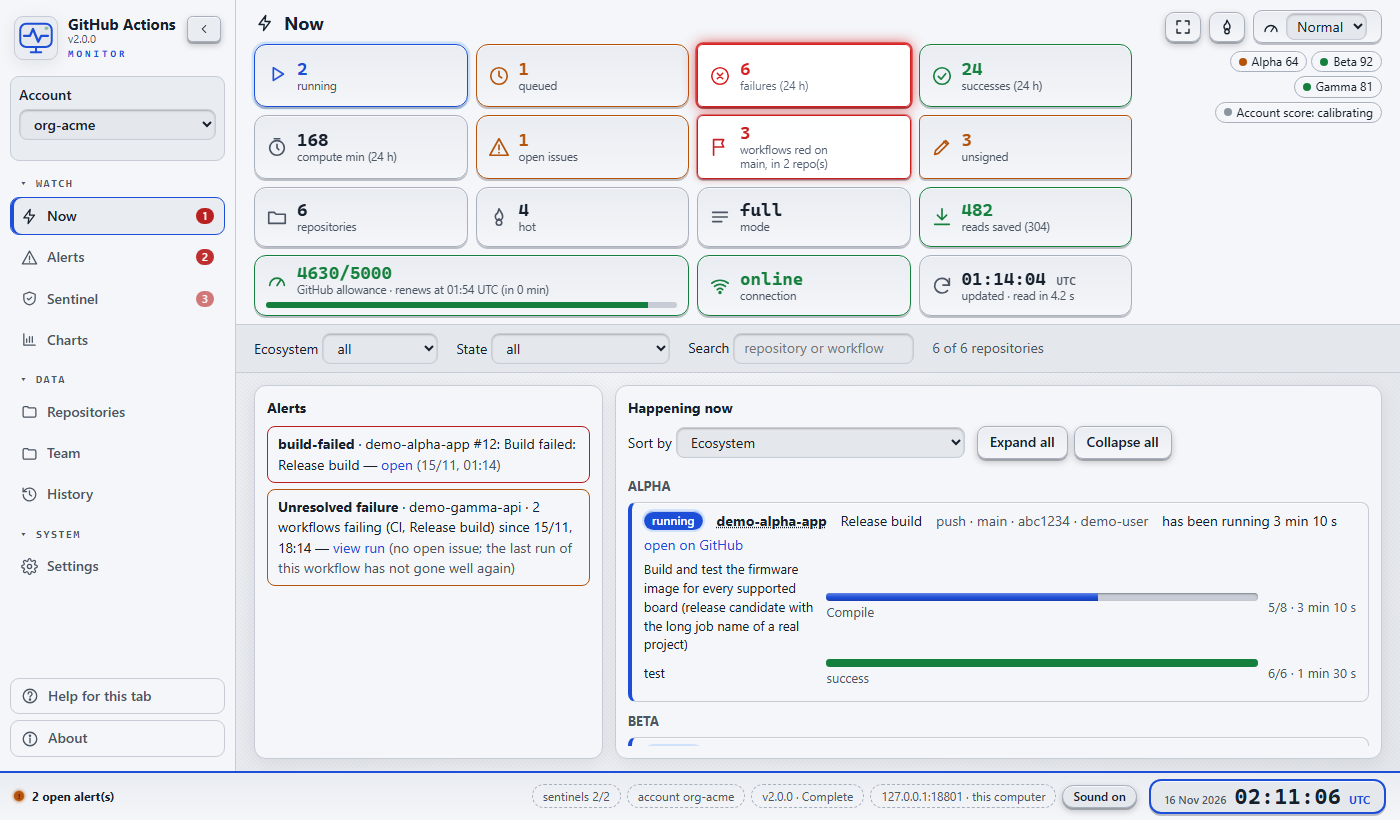 GitHub Actions
v2.0.0
MONITOR
Account
org-acme
WATCH
Now 1
Alerts 2
Sentinel 3
Charts
DATA
Repositories
Team
History
SYSTEM
Settings
Help for this tab
About
Now
Normal
Alpha 64
Beta 92
Gamma 81
Account score: calibrating
2
running
1
queued
6
failures (24 h)
24
successes (24 h)
168
compute min (24 h)
1
open issues
3
workflows red on
main, in 2 repo(s)
3
unsigned
6
repositories
4
hot
full
mode
482
reads saved (304)
4630/5000
GitHub allowance · renews at 01:54 UTC (in 0 min)
online
connection
01:14:04 UTC
updated · read in 4.2 s
Ecosystem all State all Search repository or workflow 6 of 6 repositories
Alerts
build-failed · demo-alpha-app #12: Build failed:
Release build — open (15/11, 01:14)
Unresolved failure · demo-gamma-api · 2
workflows failing (CI, Release build) since 15/11,
18:14 — view run (no open issue; the last run of
this workflow has not gone well again)
Happening now
Sort by Ecosystem Expand all Collapse all
ALPHA
running demo-alpha-app Release build push · main · abc1234 · demo-user has been running 3 min 10 s
open on GitHub
Build and test the firmware
image for every supported
board (release candidate with
the long job name of a real
project)
Compile
5/8 · 3 min 10 s
test
success
6/6 · 1 min 30 s
BETA
2 open alert(s)
sentinels 2/2
account org-acme
v2.0.0 · Complete
127.0.0.1:18801 · this computer
Sound on
16 Nov 2026 02:11:06 UTC